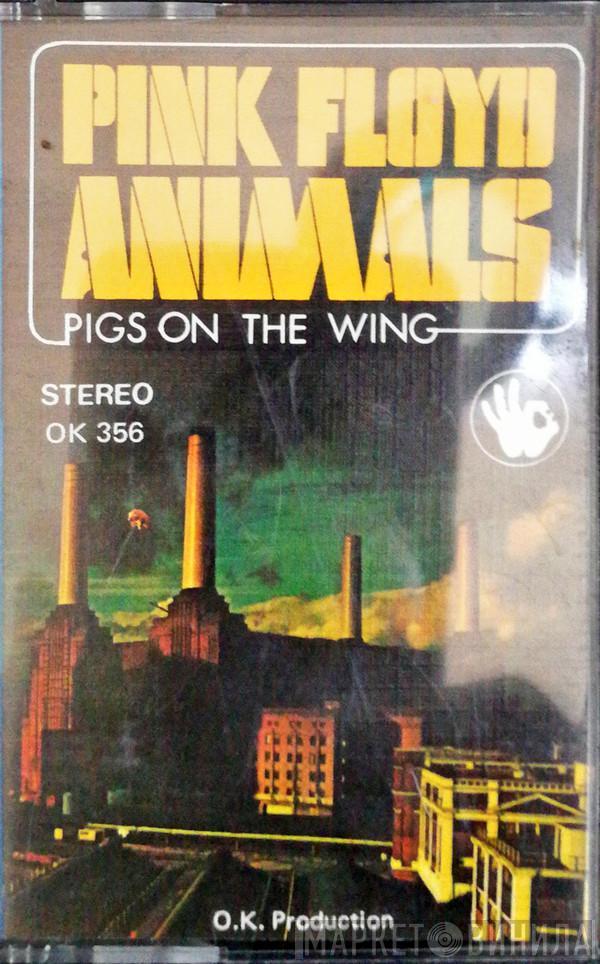 PINK FLOYD
ANIMALS
PIGS ON THE WING
STEREO
OK 356
O.K. Production
МАРКЕТ ВИНИЛА